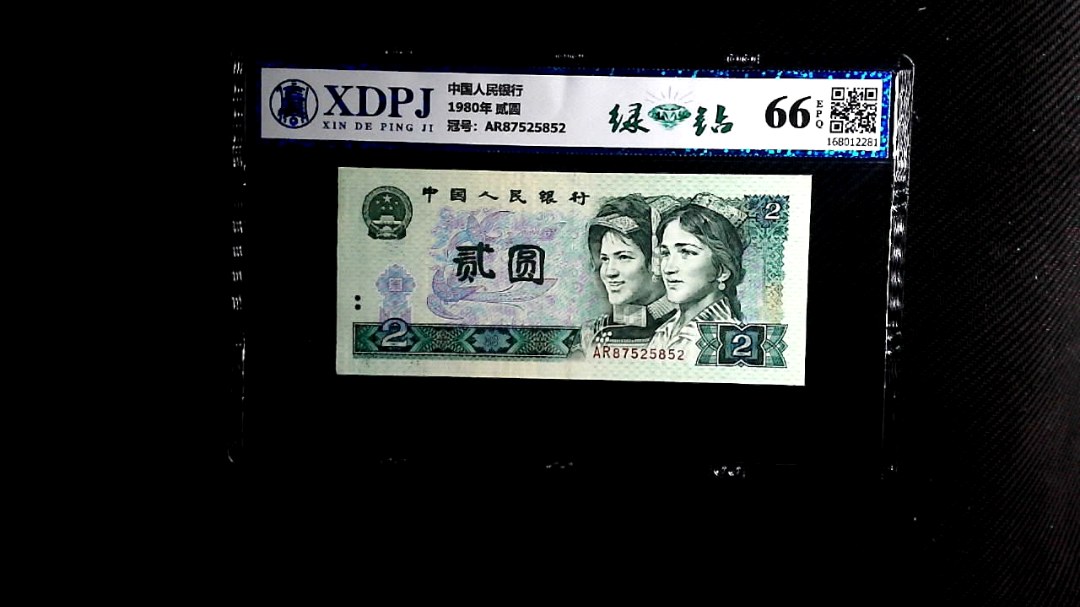 XDPJ
XIN DE PING JI
中国人民银行
1980年 贰圆
冠号: AR87525852
绿钻
66
EPQ
168012281
中国人民银行
2
贰圆
2
AR87525852
2